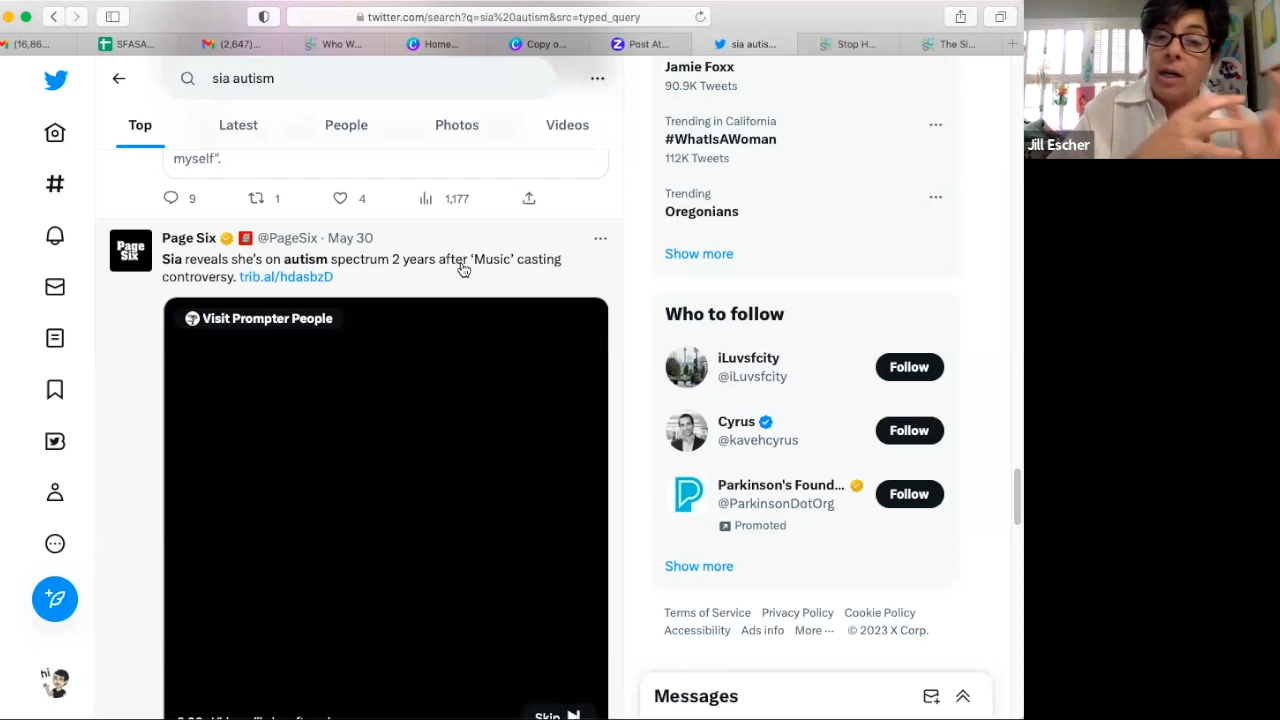 twitter.com/search?q=sia%20autism&src=typed_query
(16,86...
SFASA...
(2,647)...
Who W...
Home...
Copy o...
Post At...
sia autis...
Stop H...
The Si...
sia autism
Top
Latest
People
Photos
Videos
myself".
9
1
4
1,177
Page Six
Page Six @PageSix · May 30
Sia reveals she's on autism spectrum 2 years after ‘Music’ casting
controversy. trib.al/hdasbzD
Visit Prompter People
Skip
hi
Jamie Foxx
90.9K Tweets
Trending in California
#WhatIsAWoman
112K Tweets
Trending
Oregonians
Show more
Who to follow
iLuvsfcity
@iLuvsfcity
Follow
Cyrus
@kavehcyrus
Follow
Parkinson's Found...
@ParkinsonDotOrg
Promoted
Follow
Show more
Terms of Service Privacy Policy Cookie Policy
Accessibility Ads info More ··· © 2023 X Corp.
Messages
Jill Escher